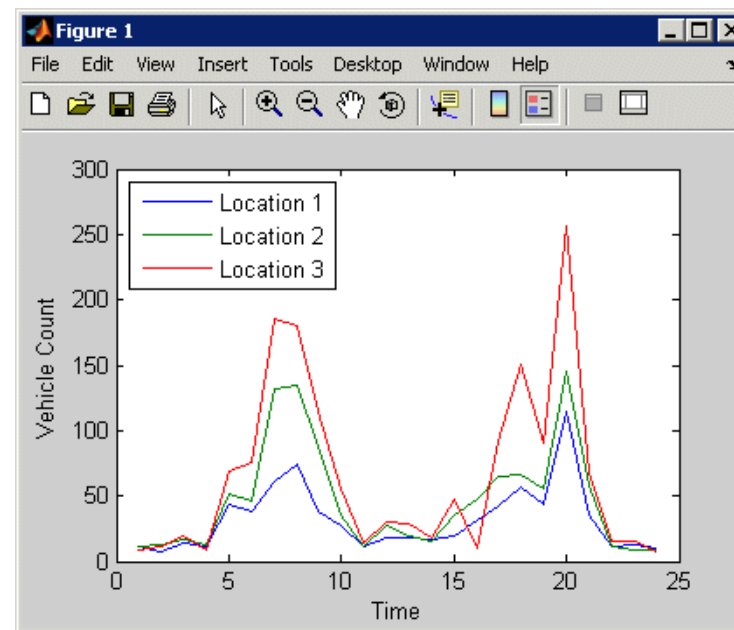 Figure 1
File Edit View Insert Tools Desktop Window Help
300
250
200
150
100
50
0
Vehicle Count
Location 1
Location 2
Location 3
0 5 10 15 20 25
Time